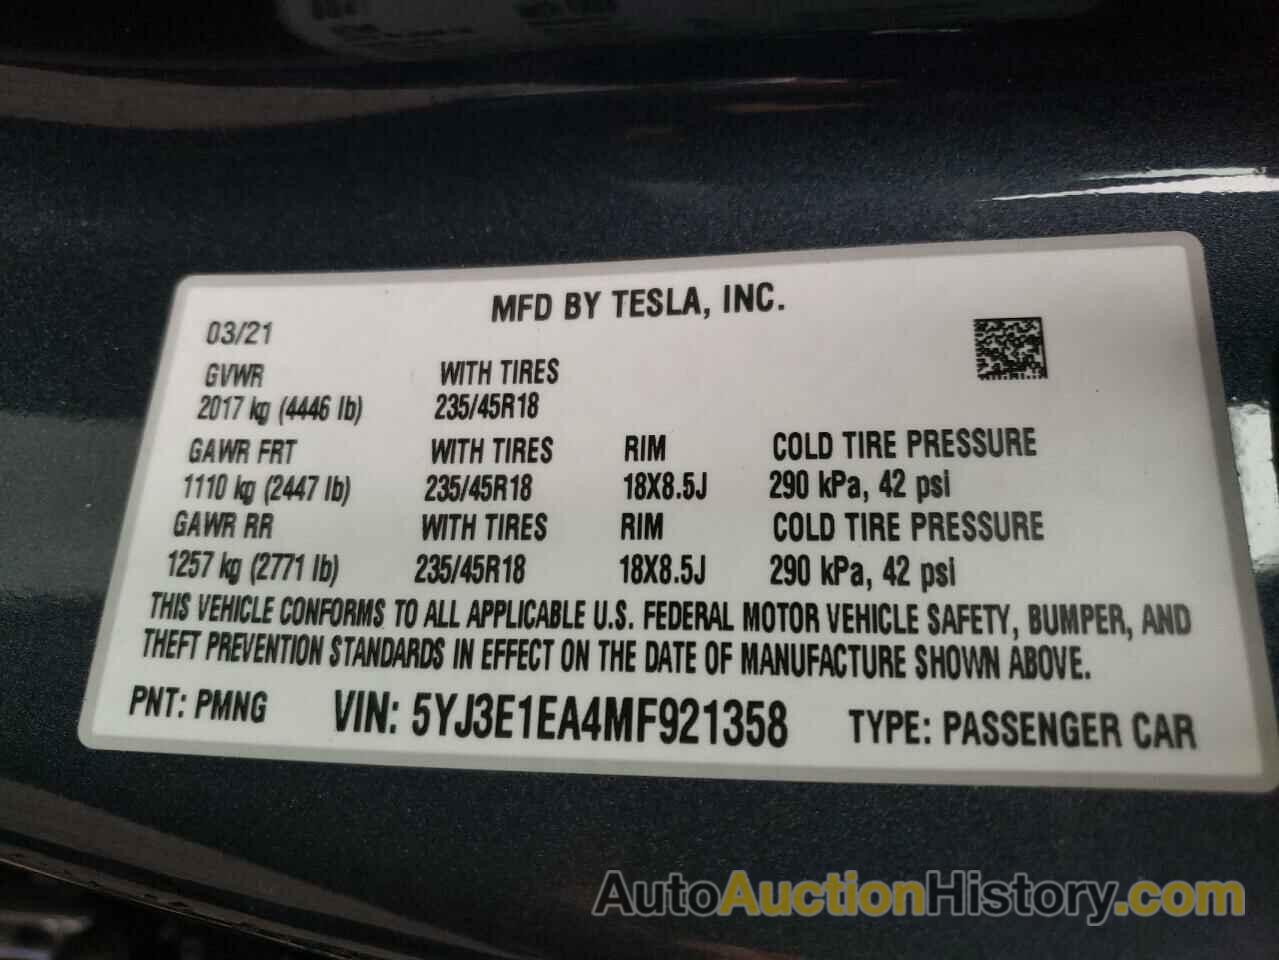 MFD BY TESLA, INC.
03/21
GVWR WITH TIRES
2017 kg (4446 lb) 235/45R18
GAWR FRT WITH TIRES RIM COLD TIRE PRESSURE
1110 kg (2447 lb) 235/45R18 18X8.5J 290 kPa, 42 psi
GAWR RR WITH TIRES RIM COLD TIRE PRESSURE
1257 kg (2771 lb) 235/45R18 18X8.5J 290 kPa, 42 psi
THIS VEHICLE CONFORMS TO ALL APPLICABLE U.S. FEDERAL MOTOR VEHICLE SAFETY, BUMPER, AND
THEFT PREVENTION STANDARDS IN EFFECT ON THE DATE OF MANUFACTURE SHOWN ABOVE.
PNT: PMNG VIN: 5YJ3E1EA4MF921358 TYPE: PASSENGER CAR
AutoAuctionHistory.com